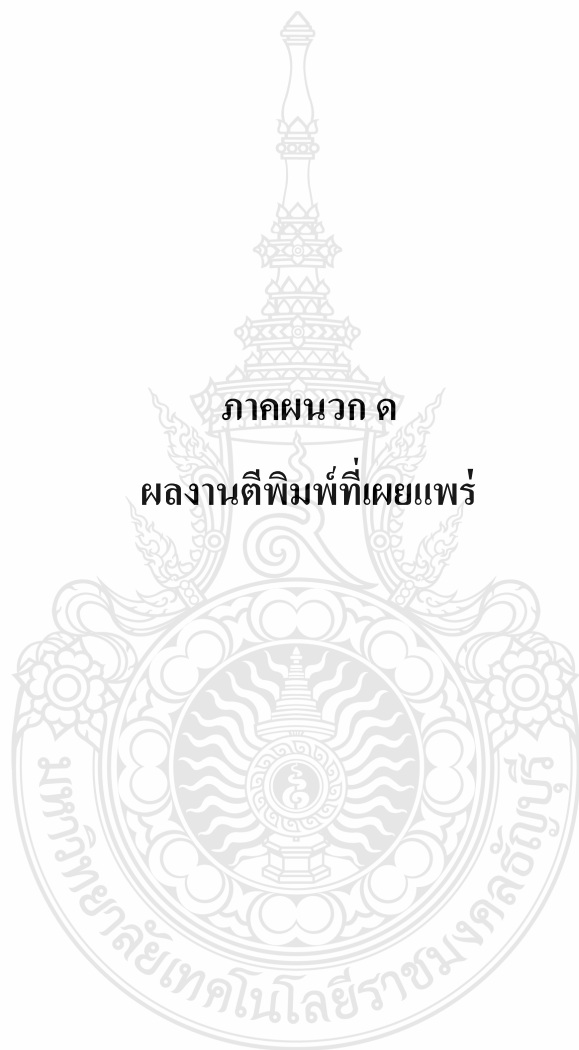 ภาคผนวก ด
ผลงานตีพิมพ์ที่เผยแพร่
มหาวิทยาลัยเทคโนโลยีราชมงคลธัญบุรี